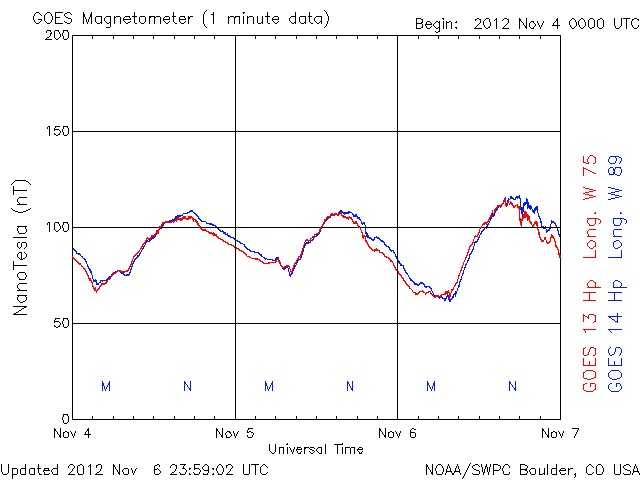 GOES Magnetometer (1 minute data)
Begin: 2012 Nov 4 0000 UTC
200
150
100
50
0
NanoTesla (nT)
M N M N M N
Nov 4 Nov 5 Nov 6 Nov 7
Universal Time
GOES 13 Hp Long. W 75
GOES 14 Hp Long. W 89
Updated 2012 Nov 6 23:59:02 UTC
NOAA/SWPC Boulder, CO USA